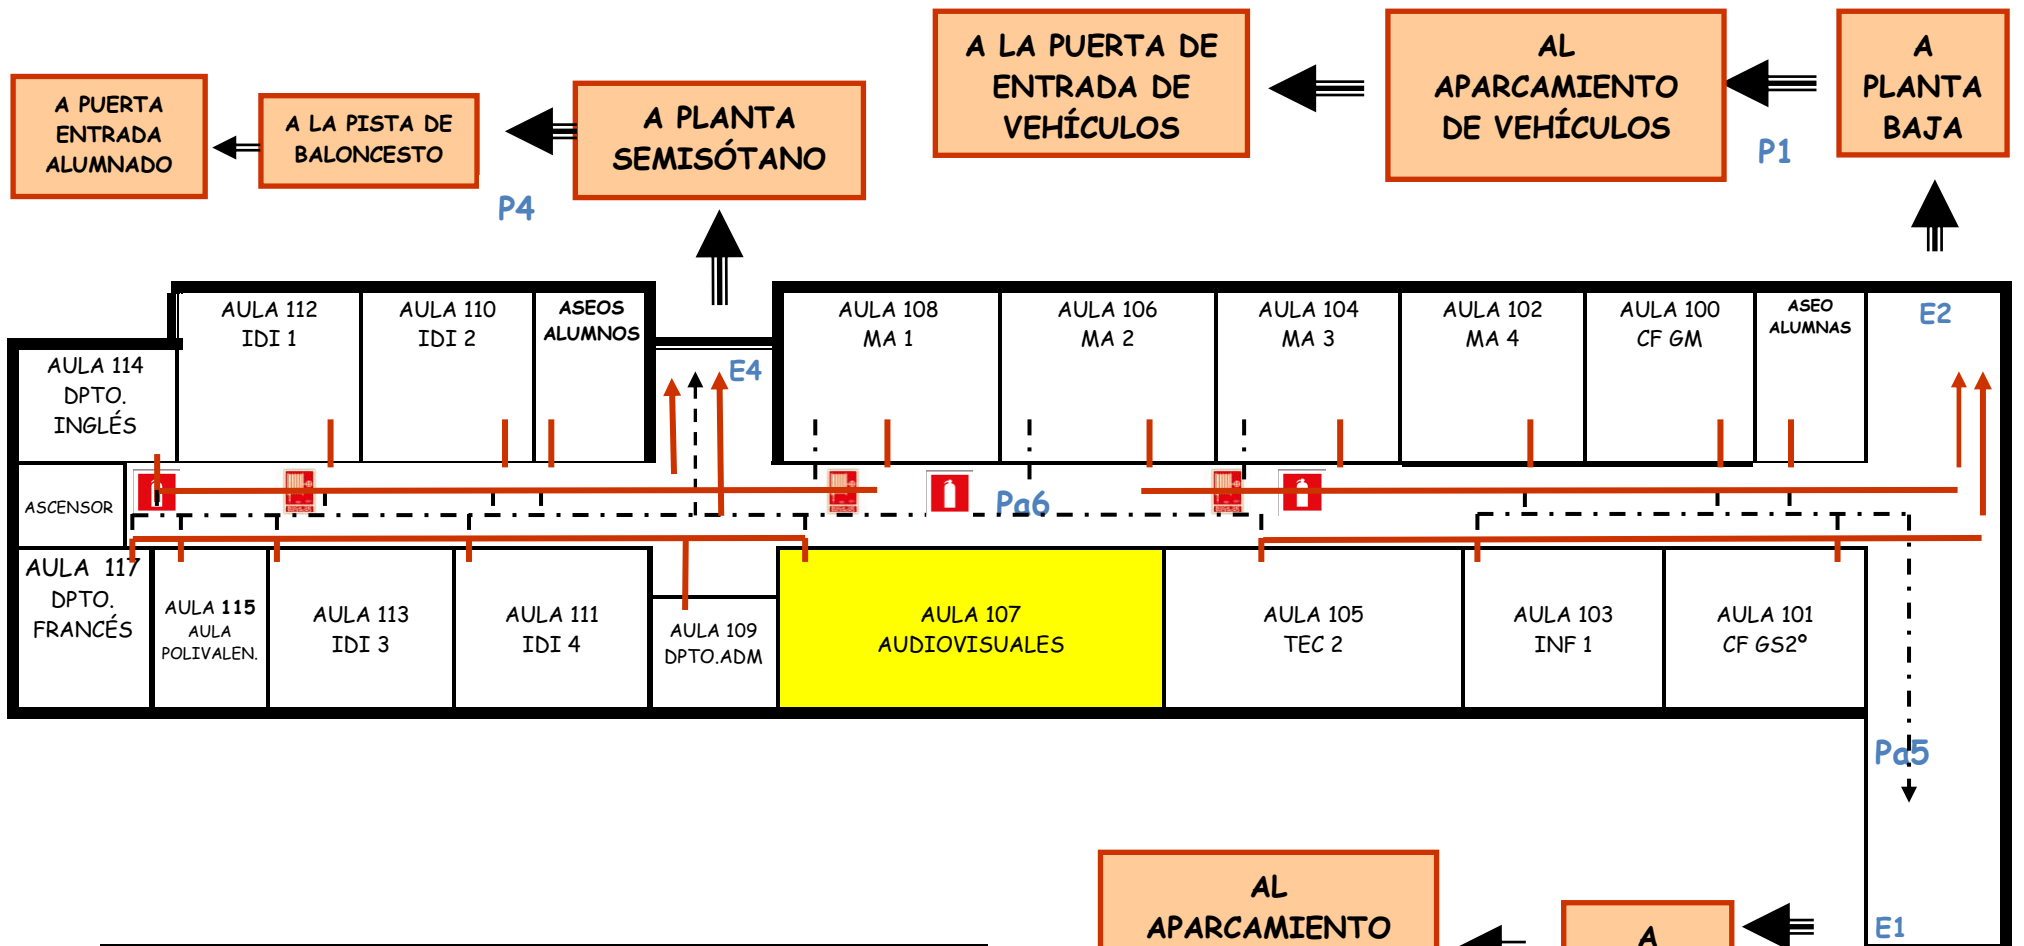 A LA PUERTA DE
ENTRADA DE
VEHÍCULOS
AL
APARCAMIENTO
DE VEHÍCULOS
A
PLANTA
BAJA
A PUERTA
ENTRADA
ALUMNADO
A LA PISTA DE
BALONCESTO
A PLANTA
SEMISÓTANO
P1
P4
AULA 112
IDI 1
AULA 110
IDI 2
ASEOS
ALUMNOS
AULA 108
MA 1
AULA 106
MA 2
AULA 104
MA 3
AULA 102
MA 4
AULA 100
CF GM
ASEO
ALUMNAS
E2
AULA 114
DPTO.
INGLÉS
E4
ASCENSOR
Pa6
AULA 117
DPTO.
FRANCÉS
AULA 115
AULA
POLIVALEN.
AULA 113
IDI 3
AULA 111
IDI 4
AULA 109
DPTO.ADM
AULA 107
AUDIOVISUALES
AULA 105
TEC 2
AULA 103
INF 1
AULA 101
CF GS2º
Pa5
AL
APARCAMIENTO
A
E1